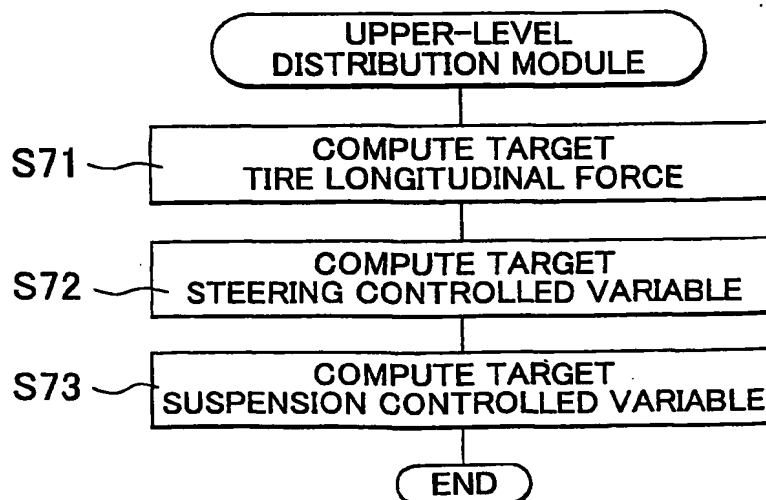 UPPER-LEVEL
DISTRIBUTION MODULE
S71
COMPUTE TARGET
TIRE LONGITUDINAL FORCE
S72
COMPUTE TARGET
STEERING CONTROLLED VARIABLE
S73
COMPUTE TARGET
SUSPENSION CONTROLLED VARIABLE
END